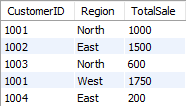 CustomerID Region TotalSale
1001 North 1000
1002 East 1500
1003 North 600
1001 West 1750
1004 East 200